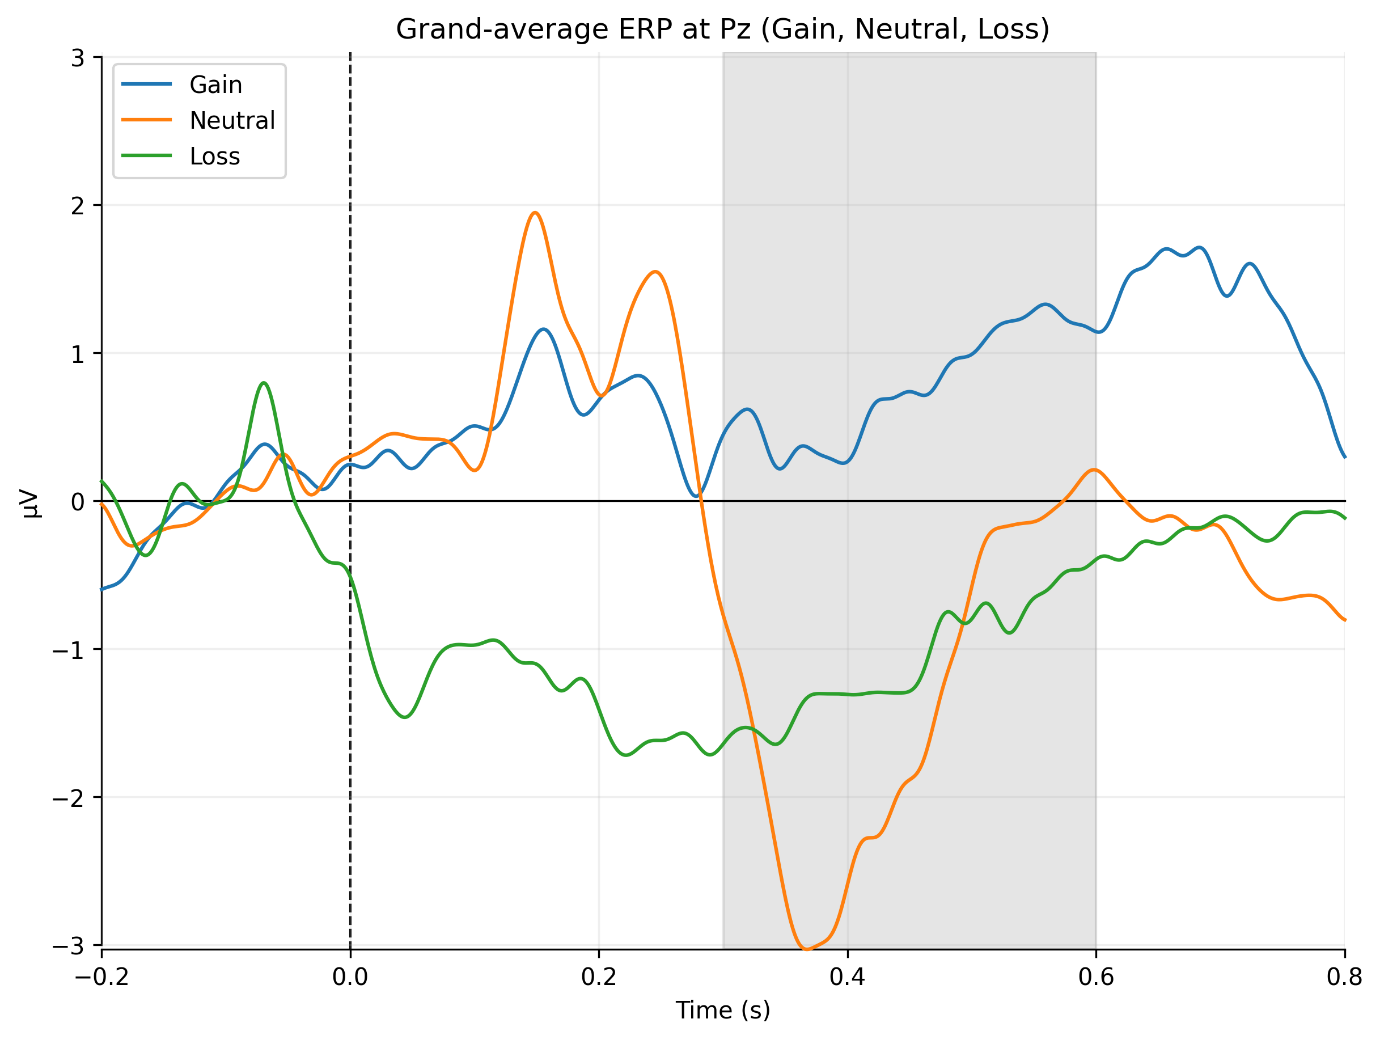 Grand-average ERP at Pz (Gain, Neutral, Loss)
Gain
Neutral
Loss
3
2
1
0
−1
−2
−3
µV
−0.2 0.0 0.2 0.4 0.6 0.8
Time (s)